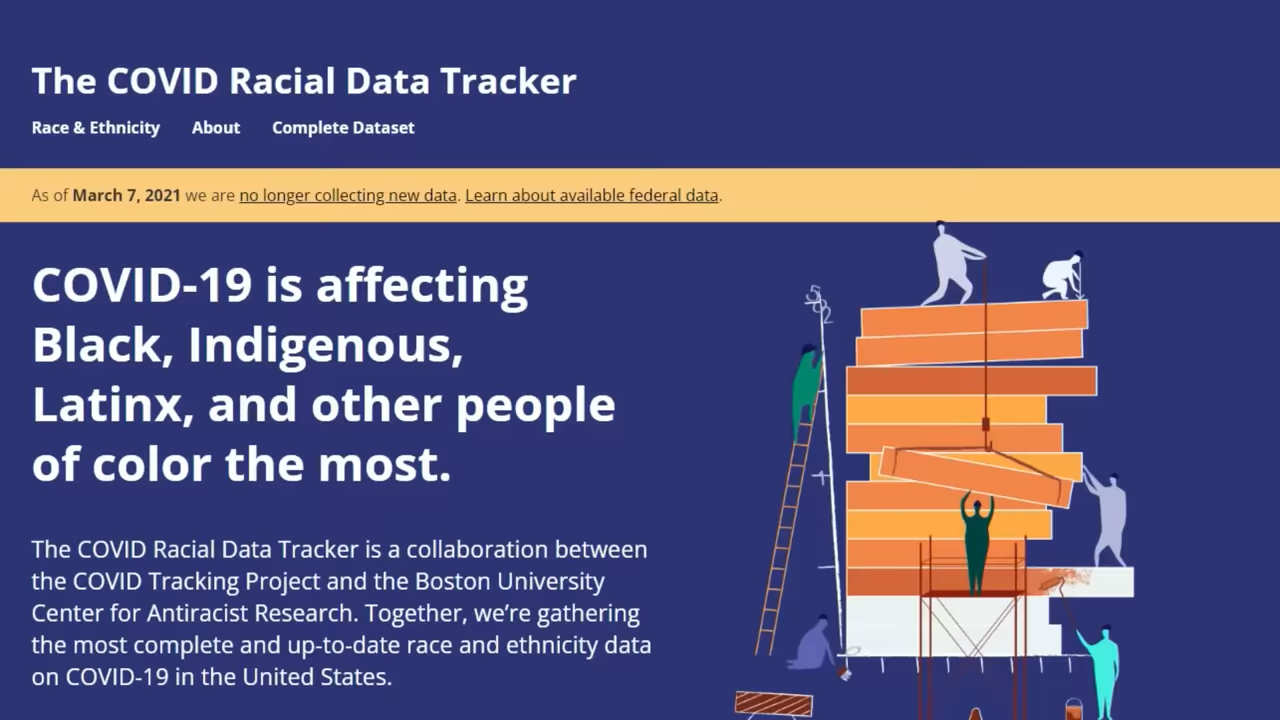 The COVID Racial Data Tracker
Race & Ethnicity About Complete Dataset
As of March 7, 2021 we are no longer collecting new data. Learn about available federal data.
COVID-19 is affecting
Black, Indigenous,
Latinx, and other people
of color the most.
The COVID Racial Data Tracker is a collaboration between
the COVID Tracking Project and the Boston University
Center for Antiracist Research. Together, we’re gathering
the most complete and up-to-date race and ethnicity data
on COVID-19 in the United States.